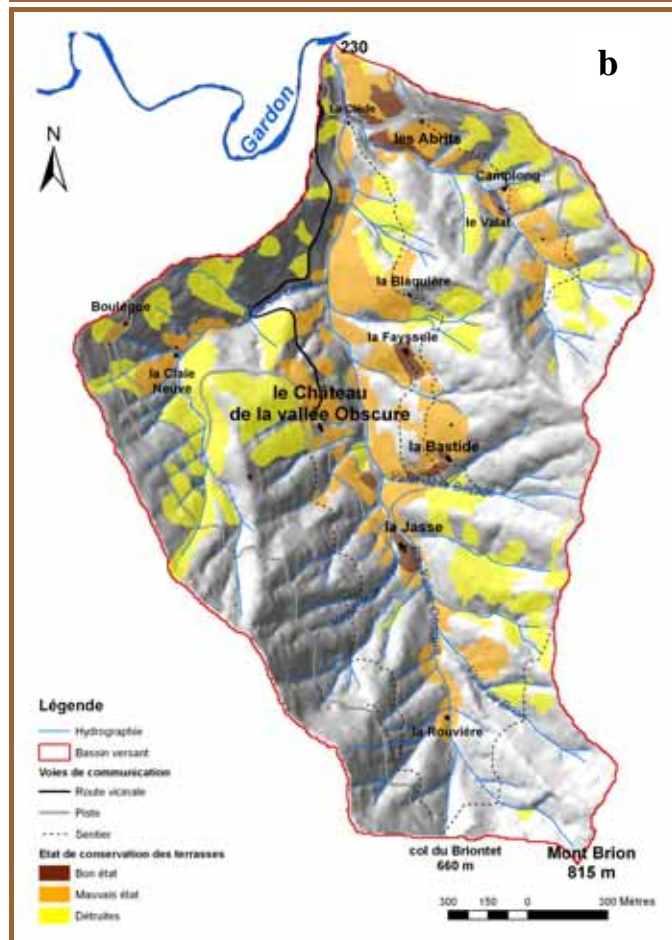 b
230
Gardon
N
la Clède
les Abrits
Camplong
le Valat
la Blaquière
Boulègue
la Fayssole
la Claie
Neuve
le Château
de la vallée Obscure
la Bastide
la Jasse
la Rouvière
Légende
Hydrographie
Bassin versant
Voies de communication
Route vicinale
Piste
Sentier
Etat de conservation des terrasses
Bon état
Mauvais état
Détruites
col du Briontet
660 m
Mont Brion
815 m
300 150 0 300 Mètres